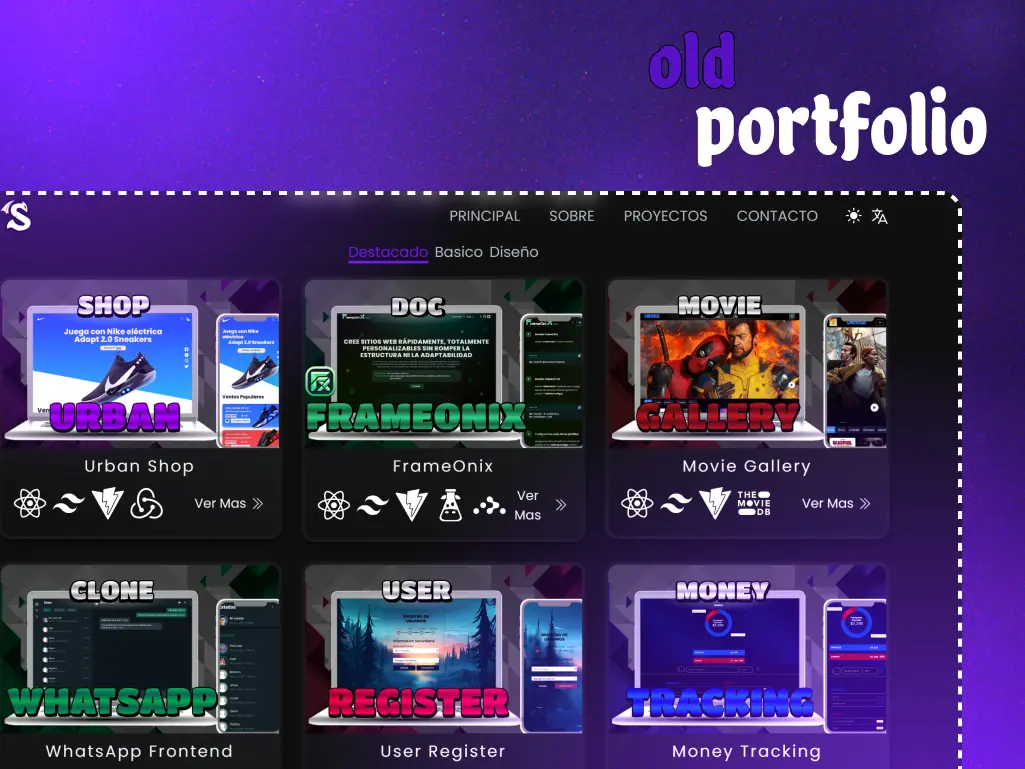 old
portfolio
S
PRINCIPAL SOBRE PROYECTOS CONTACTO
Destacado Basico Diseño
SHOP
Juega con Nike eléctrica
Adapt 2.0 Sneakers
Juega con Nike
eléctrica
Adapt 2.0 Sneakers
Ventas Populares
URBAN
Urban Shop
Ver Mas
DOC
CREE SITIOS WEB RÁPIDAMENTE, TOTALMENTE
PERSONALIZABLES SIN ROMPER LA
ESTRUCTURA NI LA ADAPTABILIDAD
FRAMEONIX
FrameOnix
Ver
Mas
MOVIE
GALLERY
Movie Gallery
THE
MOVIE
DB
Ver Mas
CLONE
WHATSAPP
WhatsApp Frontend
USER
REGISTRO DE
USUARIOS
REGISTER
User Register
MONEY
TRACKING
Money Tracking